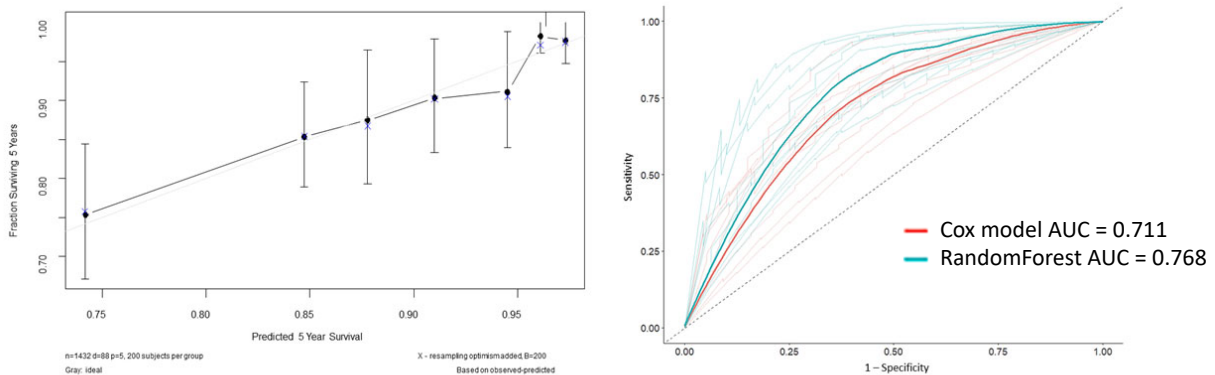 1.00
0.90
0.80
0.70
Fraction Surviving 5 Years
0.75
0.80
0.85
0.90
0.95
Predicted 5 Year Survival
n=1432 d=88 p=5, 200 subjects per group
Gray: ideal
X - resampling optimismadded, B=200
Based on observed-predicted
1.00
0.75
0.50
0.25
0.00
Sensitivity
Cox model AUC = 0.711
RandomForest AUC = 0.768
0.00
0.25
0.50
0.75
1.00
1 – Specificity